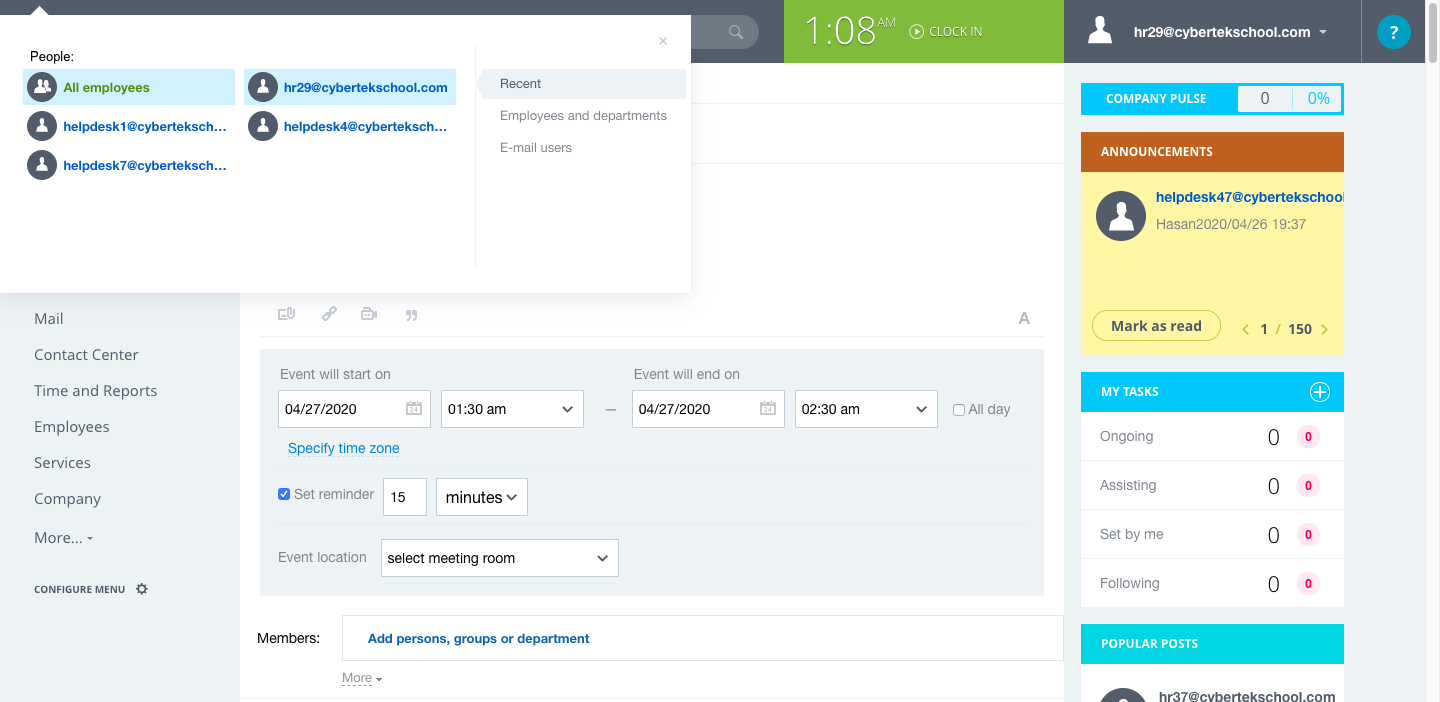 1:08 AM CLOCK IN
hr29@cybertekschool.com
?
×
People:
All employees
hr29@cybertekschool.com
helpdesk1@cyberteksch...
helpdesk4@cyberteksch...
helpdesk7@cyberteksch...
Recent
Employees and departments
E-mail users
Mail
Contact Center
Time and Reports
Employees
Services
Company
More...
CONFIGURE MENU
A
Event will start on
Event will end on
04/27/2020
24
01:30 am
—
04/27/2020
24
02:30 am
All day
Specify time zone
Set reminder
15
minutes
Event location
select meeting room
Members:
Add persons, groups or department
More
COMPANY PULSE
0
0%
ANNOUNCEMENTS
helpdesk47@cybertekschool
Hasan2020/04/26 19:37
Mark as read
1 / 150
MY TASKS
Ongoing 0 0
Assisting 0 0
Set by me 0 0
Following 0 0
POPULAR POSTS
hr37@cybertekschool.com